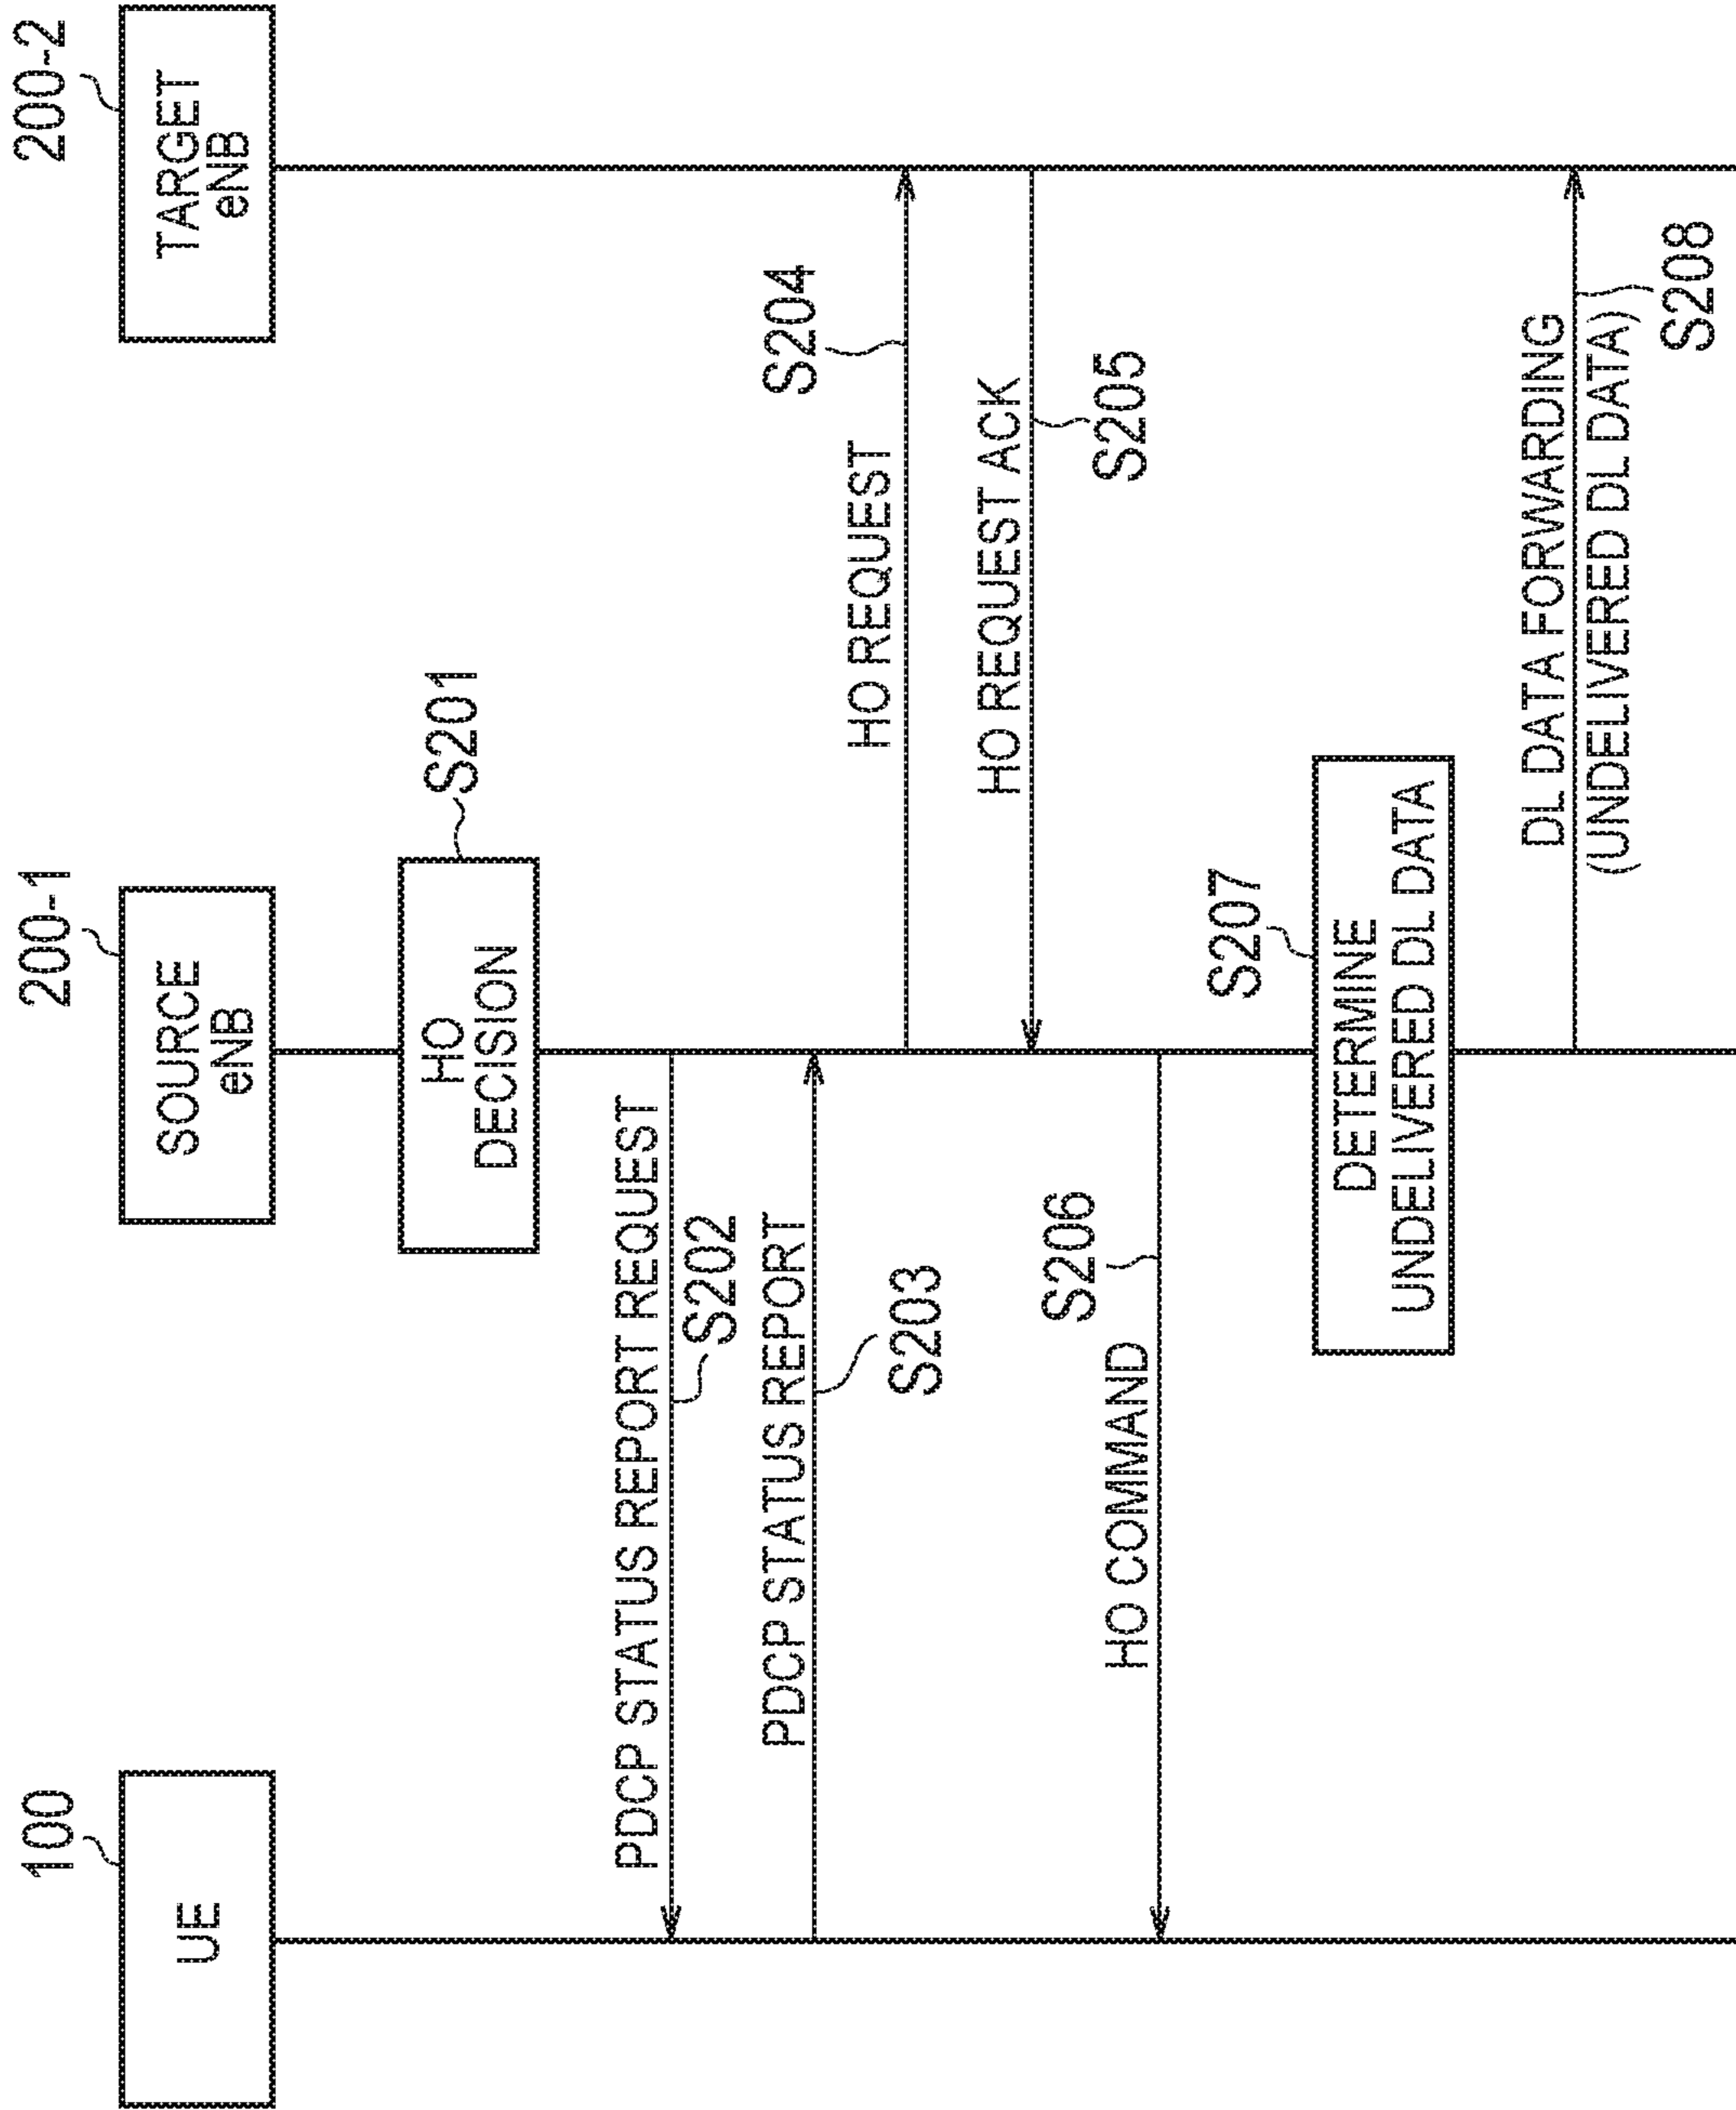 100
UE
200-1
SOURCE
eNB
200-2
TARGET
eNB
HO
DECISION
S201
PDCP STATUS REPORT REQUEST
S202
PDCP STATUS REPORT
S203
HO REQUEST
S204
HO REQUEST ACK
S205
HO COMMAND
S206
DETERMINE
UNDELIVERED DL DATA
S207
DL DATA FORWARDING
(UNDELIVERED DL DATA)
S208